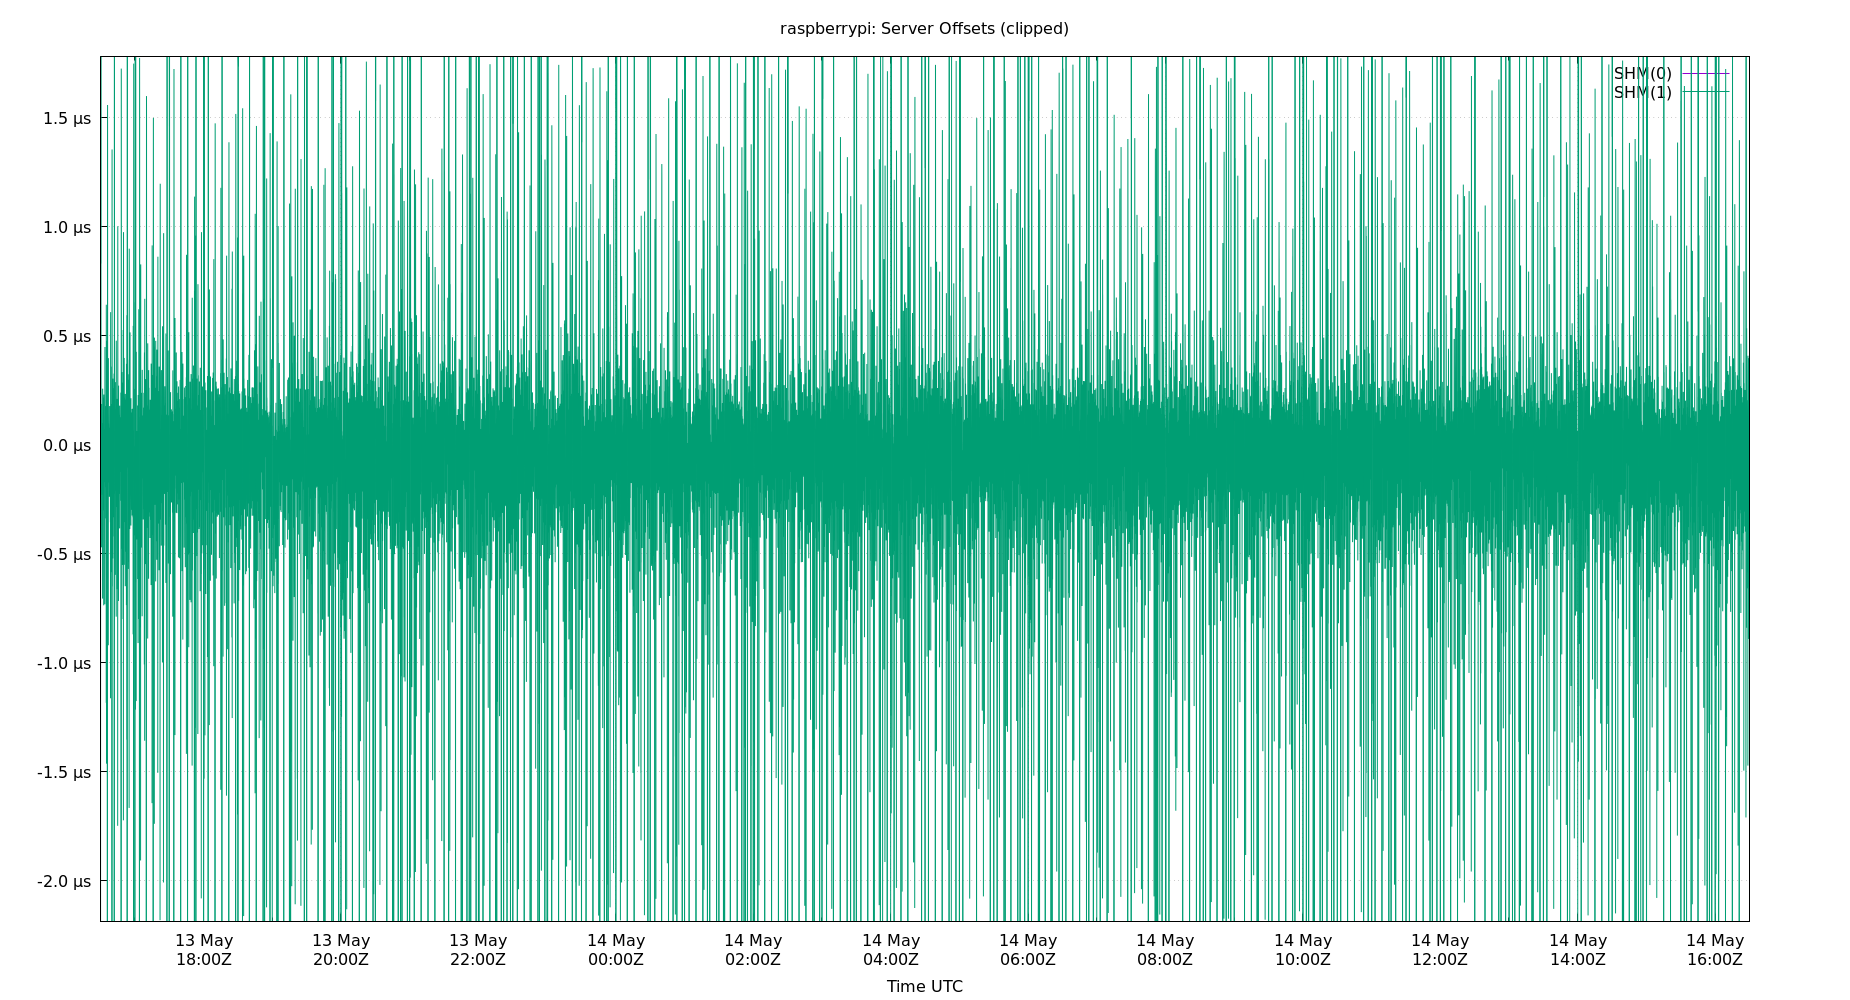 raspberrypi: Server Offsets (clipped)
SHM(0)
SHM(1)
1.5 µs
1.0 µs
0.5 µs
0.0 µs
-0.5 µs
-1.0 µs
-1.5 µs
-2.0 µs
13 May 13 May 13 May 14 May 14 May 14 May 14 May 14 May 14 May 14 May 14 May 14 May
18:00Z 20:00Z 22:00Z 00:00Z 02:00Z 04:00Z 06:00Z 08:00Z 10:00Z 12:00Z 14:00Z 16:00Z
Time UTC